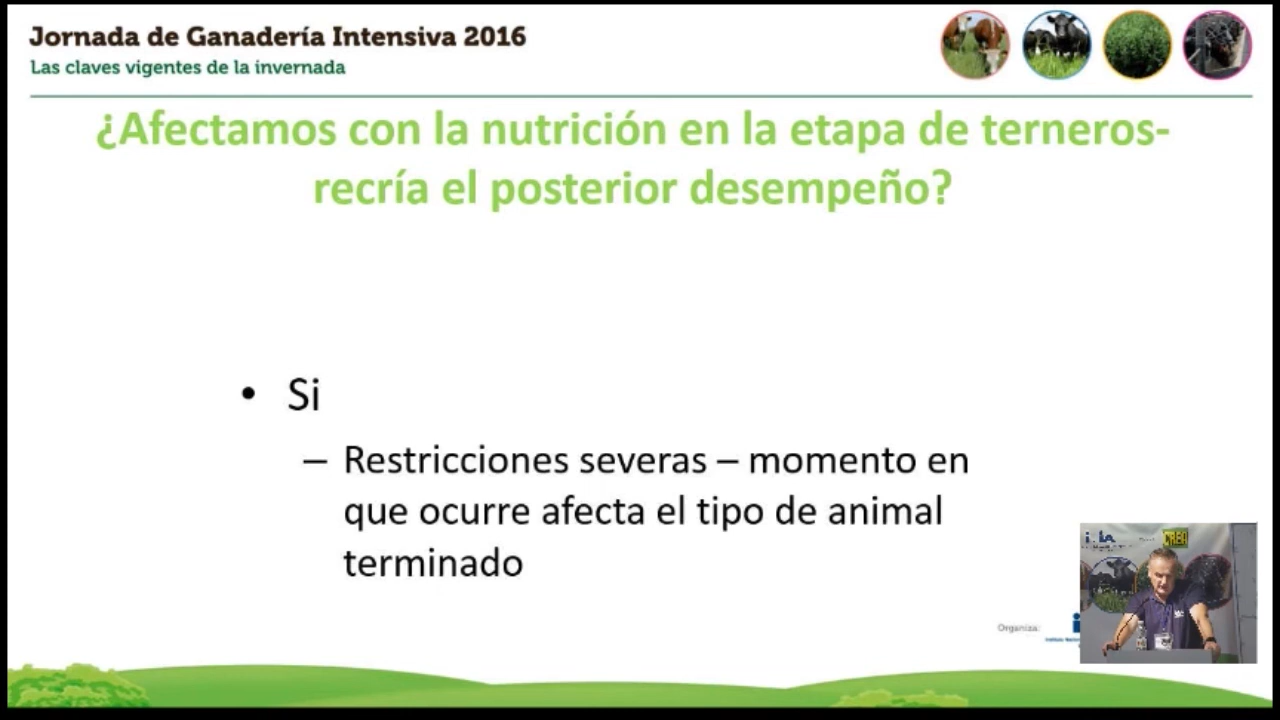 Jornada de Ganadería Intensiva 2016
Las claves vigentes de la invernada
¿Afectamos con la nutrición en la etapa de terneros-
recría el posterior desempeño?
• Si
– Restricciones severas – momento en
que ocurre afecta el tipo de animal
terminado
Organiza:
CREA